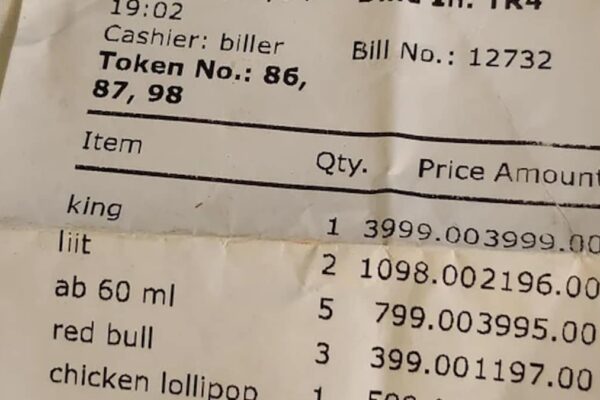 19:02
Cashier: biller Bill No.: 12732
Token No.: 86,
87, 98
Item Qty. Price Amount
king 1 3999.003999.00
liit 2 1098.002196.00
ab 60 ml 5 799.003995.00
red bull 3 399.001197.00
chicken lollipop 1